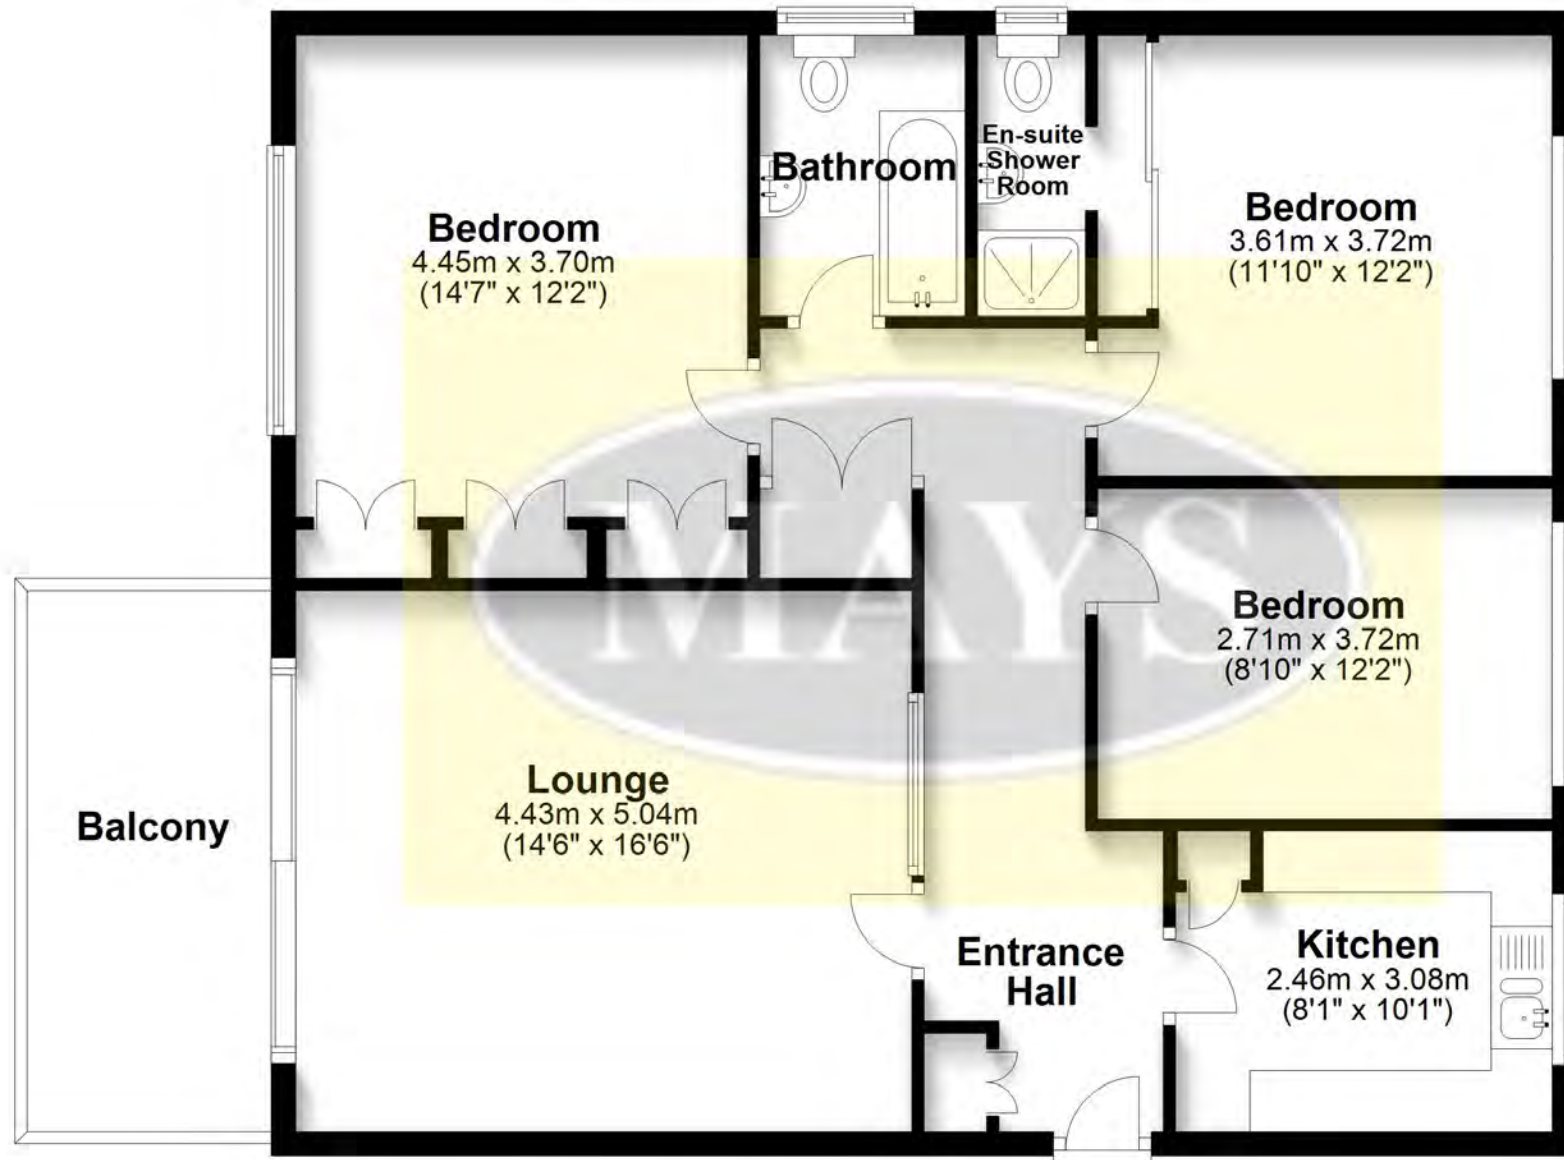 Bedroom
4.45m x 3.70m
(14'7" x 12'2")
Bathroom
En-suite
Shower
Room
Bedroom
3.61m x 3.72m
(11'10" x 12'2")
MAYS
Bedroom
2.71m x 3.72m
(8'10" x 12'2")
Balcony
Lounge
4.43m x 5.04m
(14'6" x 16'6")
Entrance
Hall
Kitchen
2.46m x 3.08m
(8'1" x 10'1")